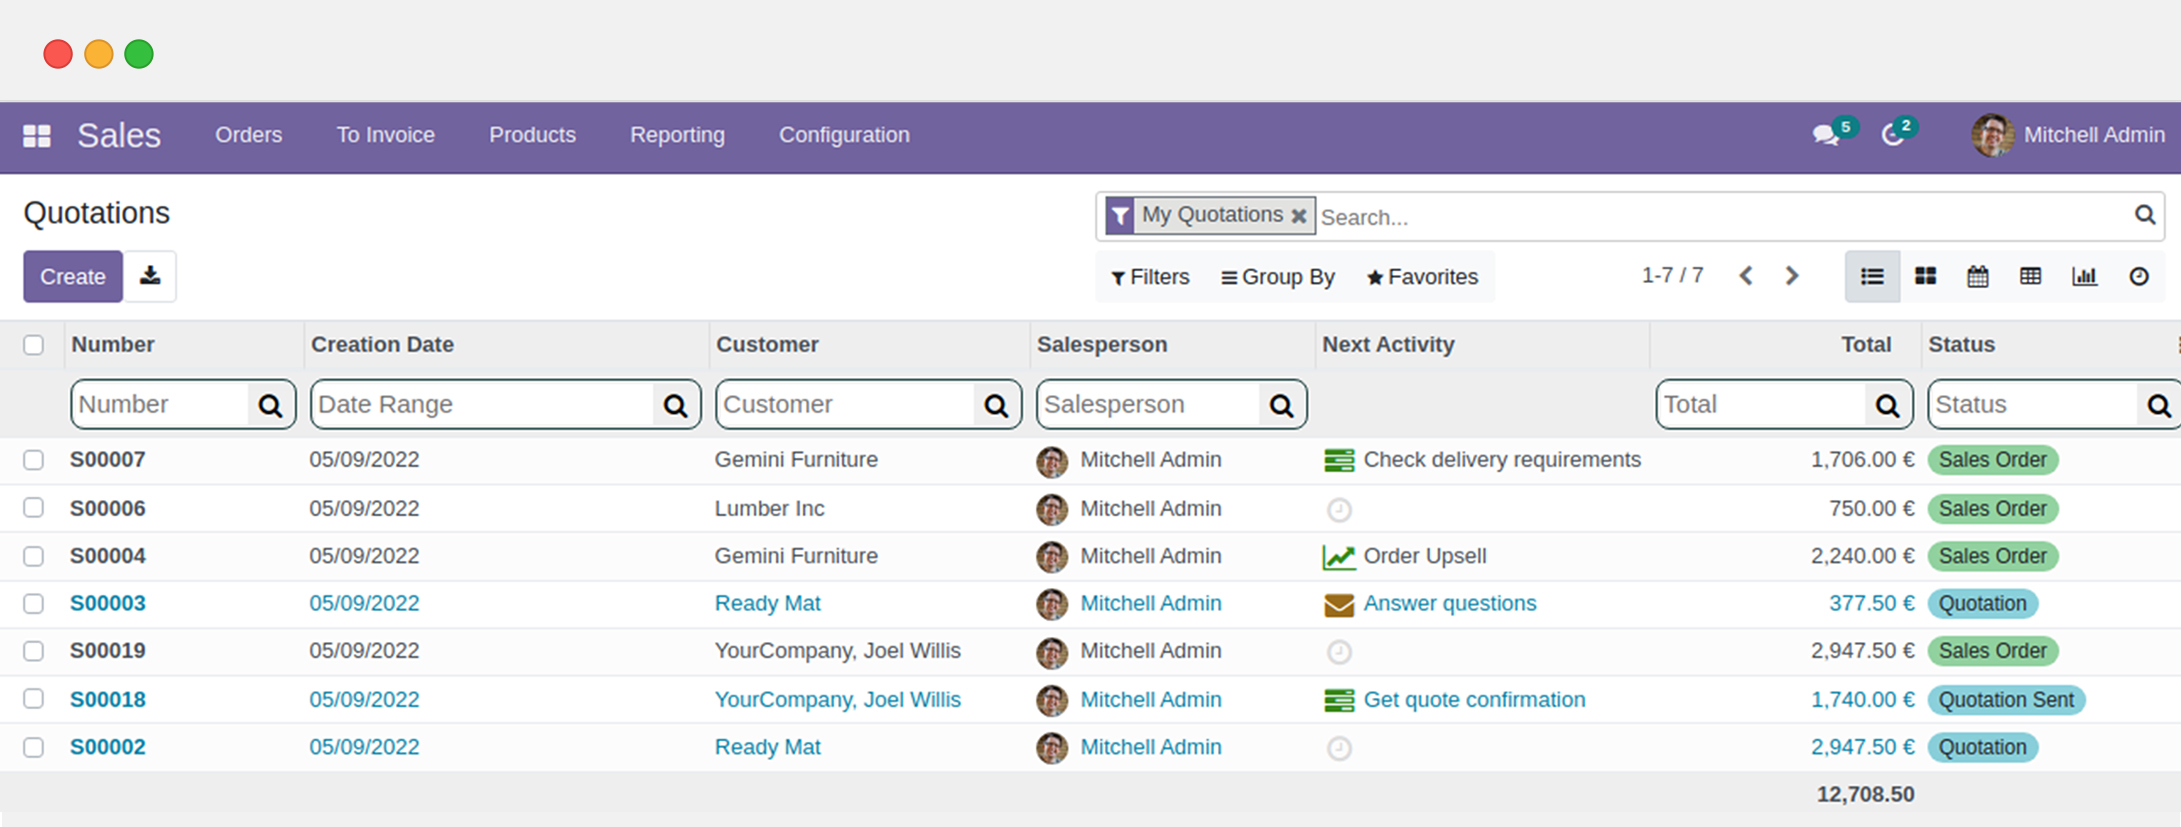 Sales Orders To Invoice Products Reporting Configuration 5 2 Mitchell Admin
Quotations My Quotations Search...
Create Filters Group By Favorites 1-7 / 7
Number Creation Date Customer Salesperson Next Activity Total Status
Number Date Range Customer Salesperson Total Status
S00007 05/09/2022 Gemini Furniture Mitchell Admin Check delivery requirements 1,706.00 € Sales Order
S00006 05/09/2022 Lumber Inc Mitchell Admin 750.00 € Sales Order
S00004 05/09/2022 Gemini Furniture Mitchell Admin Order Upsell 2,240.00 € Sales Order
S00003 05/09/2022 Ready Mat Mitchell Admin Answer questions 377.50 € Quotation
S00019 05/09/2022 YourCompany, Joel Willis Mitchell Admin 2,947.50 € Sales Order
S00018 05/09/2022 YourCompany, Joel Willis Mitchell Admin Get quote confirmation 1,740.00 € Quotation Sent
S00002 05/09/2022 Ready Mat Mitchell Admin 2,947.50 € Quotation
12,708.50